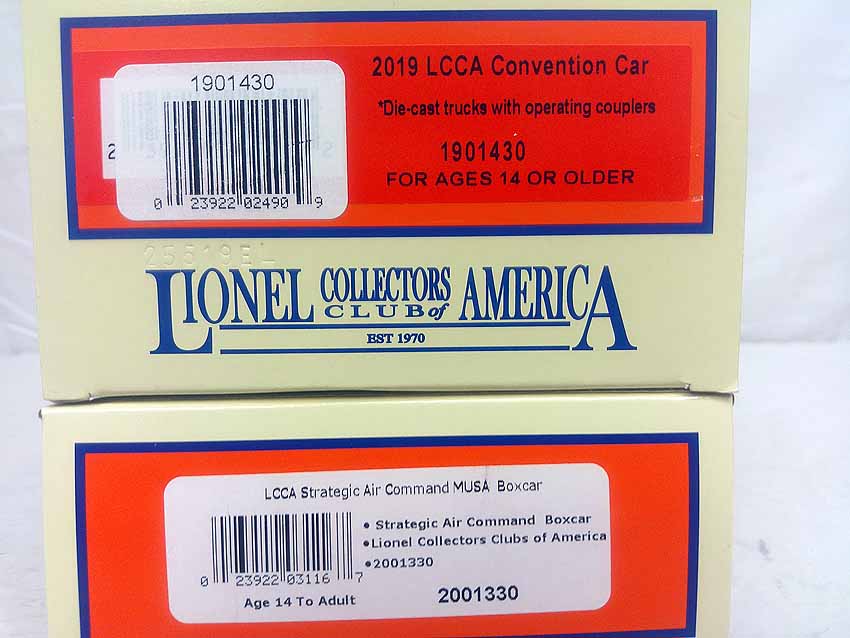 1901430
0 23922 02490 9
2019 LCCA Convention Car
*Die-cast trucks with operating couplers
1901430
FOR AGES 14 OR OLDER
25519EL
LIONEL COLLECTORS CLUB of AMERICA
EST 1970
LCCA Strategic Air Command MUSA Boxcar
• Strategic Air Command Boxcar
•Lionel Collectors Clubs of America
•2001330
0 23922 03116 7
Age 14 To Adult
2001330